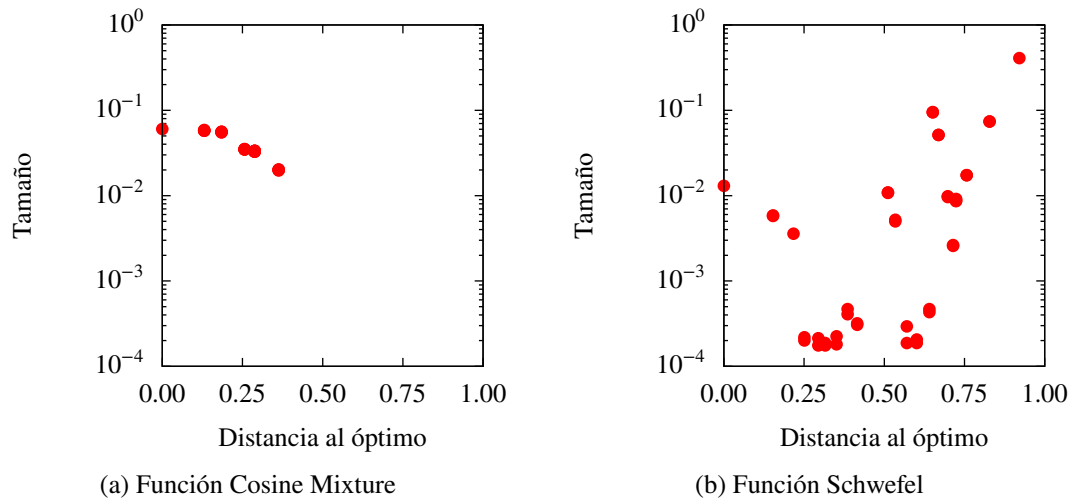 10^0
10^-1
10^-2
10^-3
10^-4
Tamaño
0.00 0.25 0.50 0.75 1.00
Distancia al óptimo
(a) Función Cosine Mixture
10^0
10^-1
10^-2
10^-3
10^-4
Tamaño
0.00 0.25 0.50 0.75 1.00
Distancia al óptimo
(b) Función Schwefel